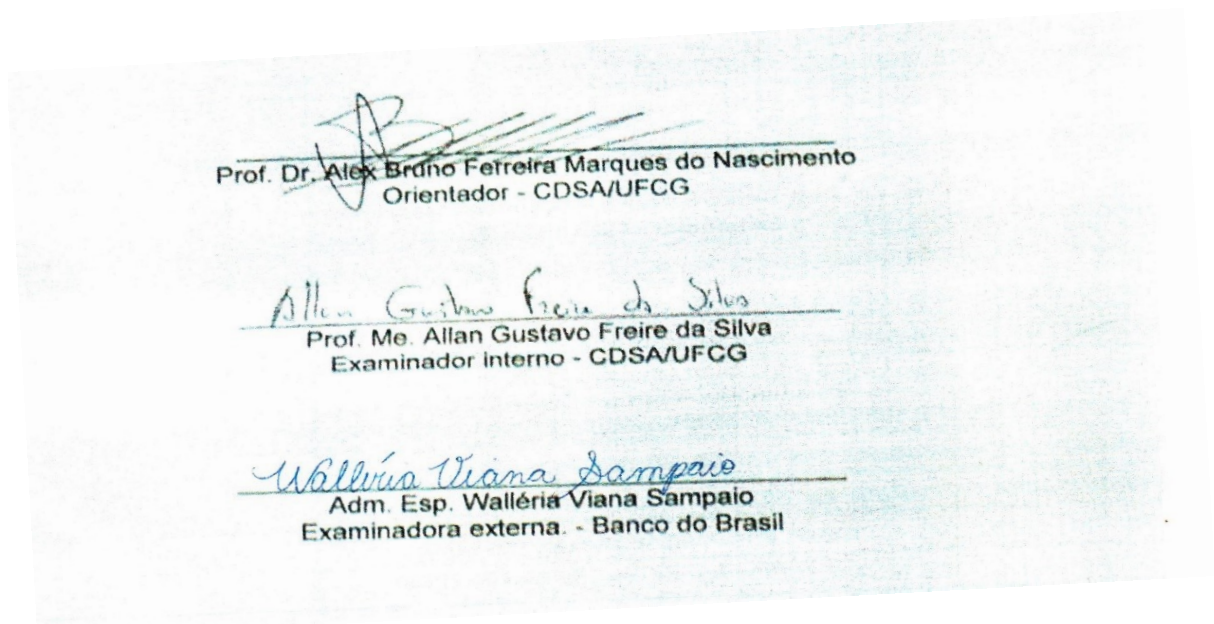 Prof. Dr. Alex Bruno Ferreira Marques do Nascimento
Orientador - CDSA/UFCG
Allan Gustavo Freire da Silva
Prof. Me. Allan Gustavo Freire da Silva
Examinador interno - CDSA/UFCG
Walléria Viana Sampaio
Adm. Esp. Walléria Viana Sampaio
Examinadora externa. - Banco do Brasil